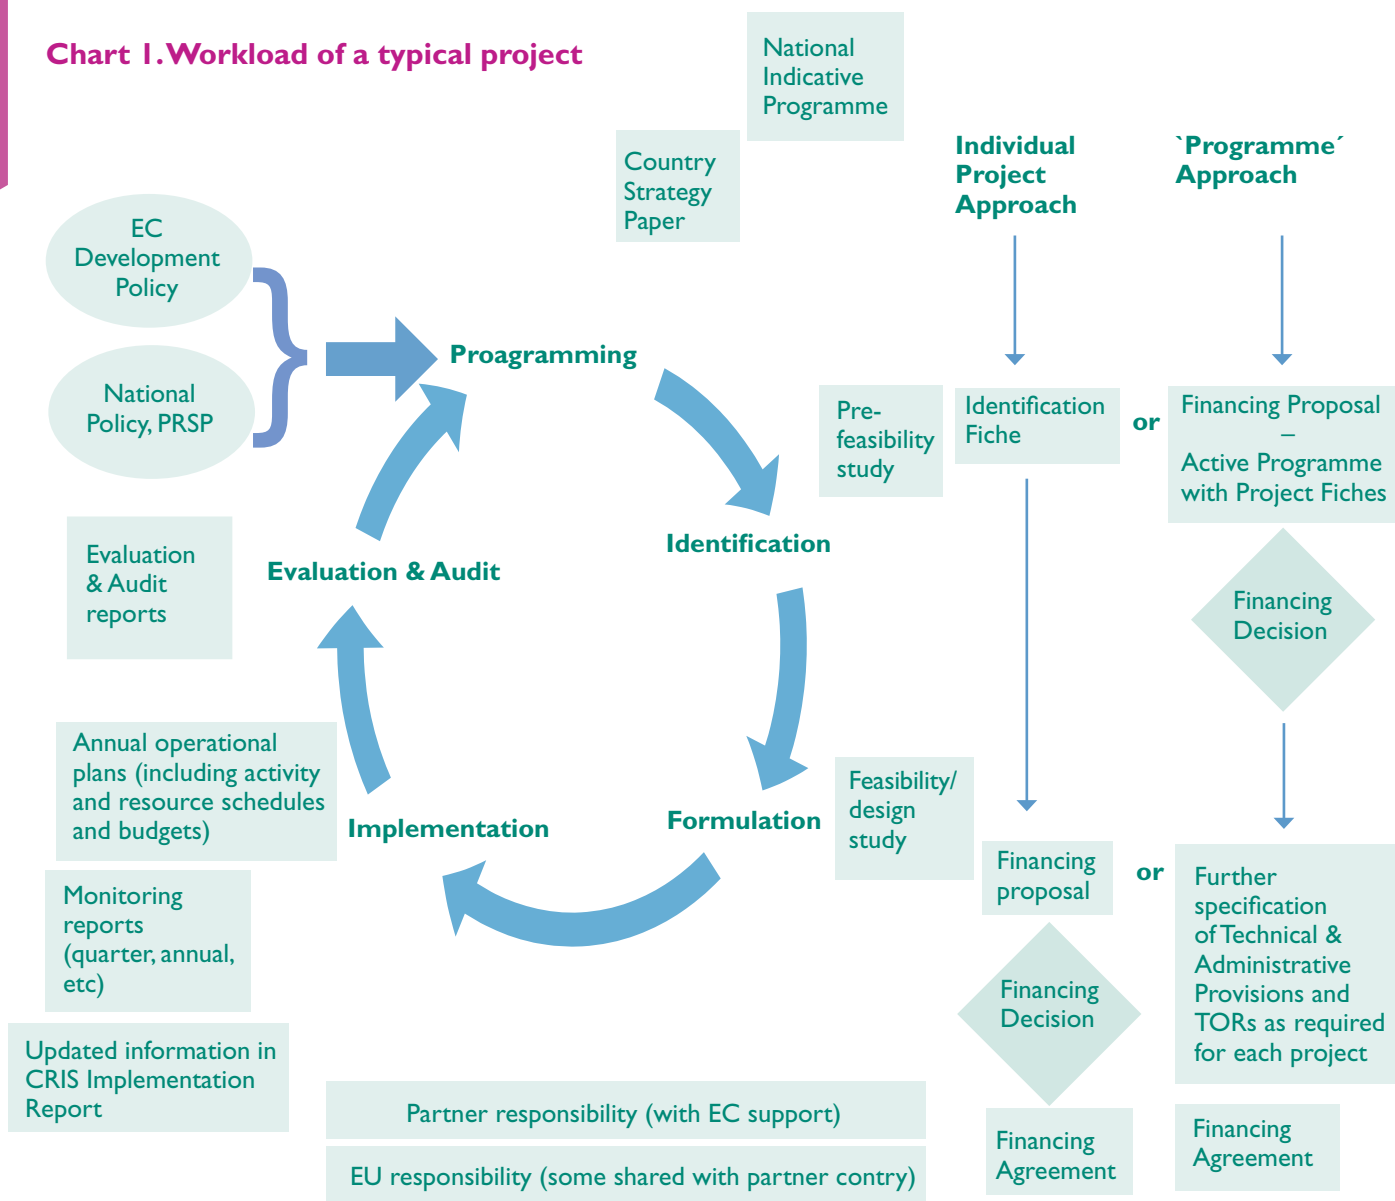 Chart 1. Workload of a typical project
National
Indicative
Programme
Country
Strategy
Paper
Individual
Project
Approach
`Programme´
Approach
EC
Development
Policy
National
Policy, PRSP
Proagramming
Pre-
feasibility
study
Identification
Fiche
or
Financing Proposal
–
Active Programme
with Project Fiches
Identification
Financing
Decision
Evaluation & Audit
Evaluation
& Audit
reports
Annual operational
plans (including activity
and resource schedules
and budgets)
Implementation
Formulation
Feasibility/
design
study
Financing
proposal
or
Further
specification
of Technical &
Administrative
Provisions and
TORs as required
for each project
Monitoring
reports
(quarter, annual,
etc)
Financing
Decision
Updated information in
CRIS Implementation
Report
Partner responsibility (with EC support)
EU responsibility (some shared with partner contry)
Financing
Agreement
Financing
Agreement